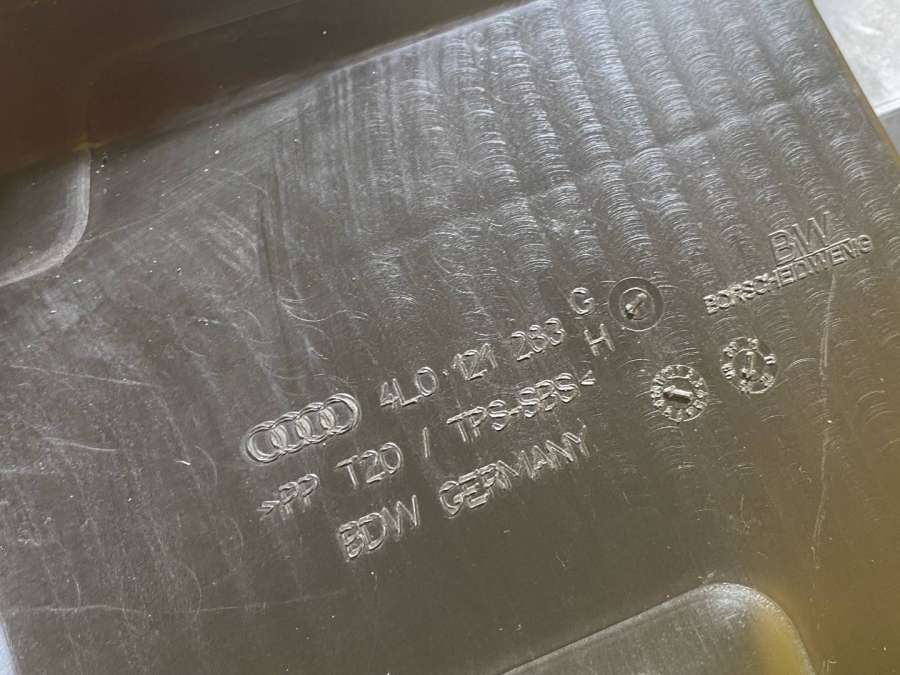 BW
BORSCHEIDWENIG
4L0 121 283 G
H
>PP T20 / TPS-SBS<
BDW GERMANY